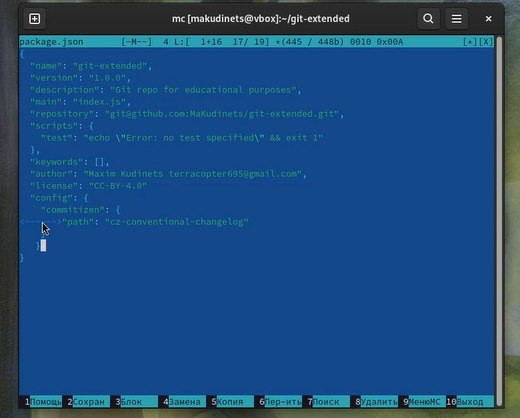 mc [makudinets@vbox]:~/git-extended
package.json [-M--] 4 L:[ 1+16 17/ 19] *(445 / 448b) 0010 0x00A [*][X]
{
"name": "git-extended",
"version": "1.0.0",
"description": "Git repo for educational purposes",
"main": "index.js",
"repository": "git@github.com:MaKudinets/git-extended.git",
"scripts": {
"test": "echo \"Error: no test specified\" && exit 1"
},
"keywords": [],
"author": "Maxim Kudinets terracopter695@gmail.com",
"license": "CC-BY-4.0"
"config": {
"commitizen": {
<------>"path": "cz-conventional-changelog"
}
}
1Помощь 2Сохран 3Блок 4Замена 5Копия 6Пер~ить 7Поиск 8Удалить 9МенюМС 10Выход